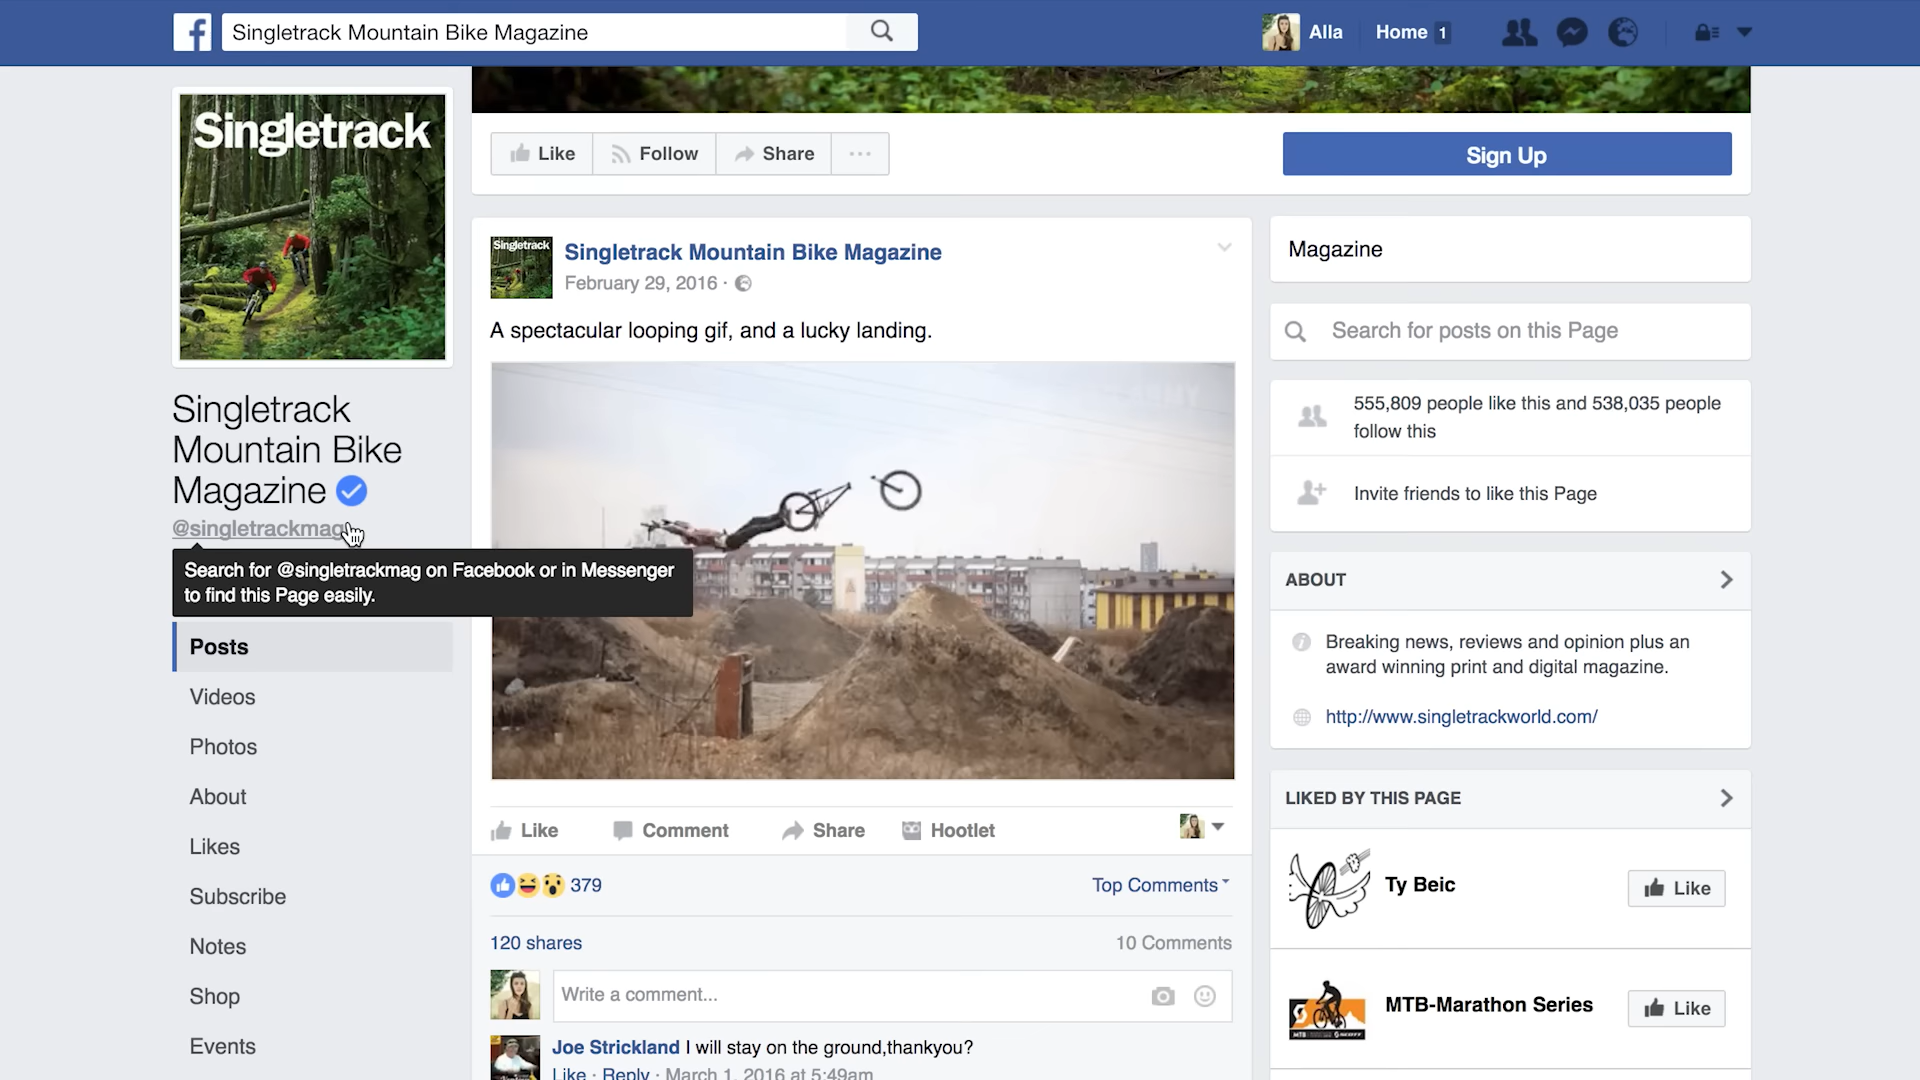 Singletrack Mountain Bike Magazine
Alla
Home 1
Singletrack
Like
Follow
Share
Sign Up
Singletrack
Mountain Bike
Magazine
@singletrackmag
Search for @singletrackmag on Facebook or in Messenger
to find this Page easily.
Posts
Videos
Photos
About
Likes
Subscribe
Notes
Shop
Events
Singletrack
Singletrack Mountain Bike Magazine
February 29, 2016 ·
A spectacular looping gif, and a lucky landing.
Like
Comment
Share
Hootlet
379
Top Comments
120 shares
10 Comments
Write a comment...
Joe Strickland I will stay on the ground,thankyou?
Like · Reply · March 1, 2016 at 5:49am
Magazine
Search for posts on this Page
555,809 people like this and 538,035 people
follow this
Invite friends to like this Page
ABOUT
Breaking news, reviews and opinion plus an
award winning print and digital magazine.
http://www.singletrackworld.com/
LIKED BY THIS PAGE
Ty Beic
Like
MTB
SCOTT
MTB-Marathon Series
Like